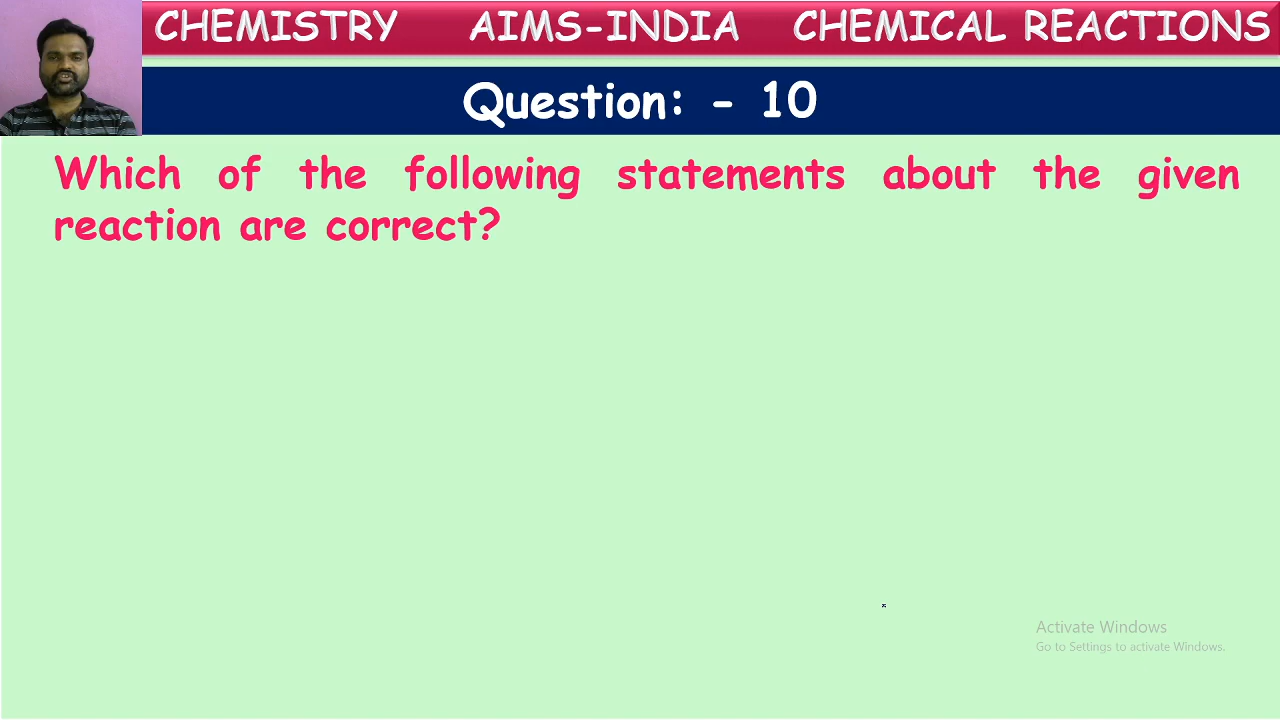 CHEMISTRY AIMS-INDIA CHEMICAL REACTIONS
Question: - 10
Which of the following statements about the given
reaction are correct?
Activate Windows
Go to Settings to activate Windows.